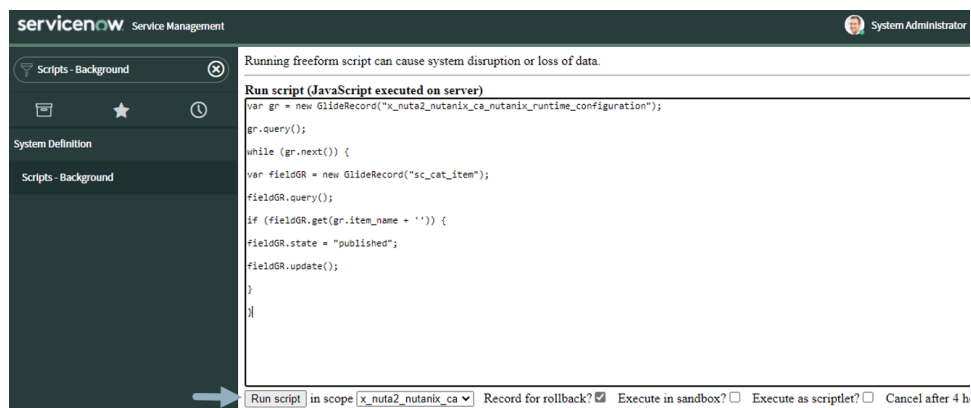 servicenow Service Management
System Administrator
Scripts - Background
Running freeform script can cause system disruption or loss of data.
Run script (JavaScript executed on server)
var gr = new GlideRecord("x_nuta2_nutanix_ca_nutanix_runtime_configuration");
gr.query();
while (gr.next()) {
var fieldGR = new GlideRecord("sc_cat_item");
fieldGR.query();
if (fieldGR.get(gr.item_name + '')) {
fieldGR.state = "published";
fieldGR.update();
}
}
System Definition
Scripts - Background
Run script in scope x_nuta2_nutanix_ca Record for rollback? Execute in sandbox? Execute as scriptlet? Cancel after 4